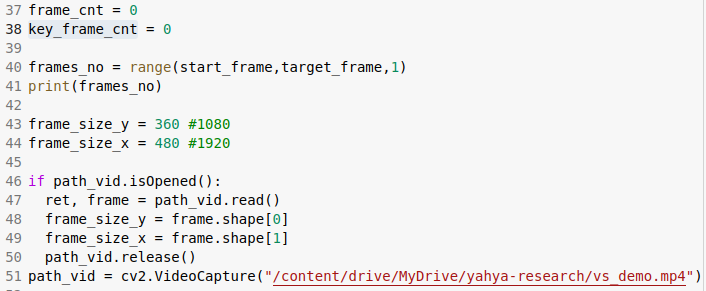 37 frame_cnt = 0
38 key_frame_cnt = 0
39
40 frames_no = range(start_frame,target_frame,1)
41 print(frames_no)
42
43 frame_size_y = 360 #1080
44 frame_size_x = 480 #1920
45
46 if path_vid.isOpened():
47   ret, frame = path_vid.read()
48   frame_size_y = frame.shape[0]
49   frame_size_x = frame.shape[1]
50   path_vid.release()
51 path_vid = cv2.VideoCapture("/content/drive/MyDrive/yahya-research/vs_demo.mp4")